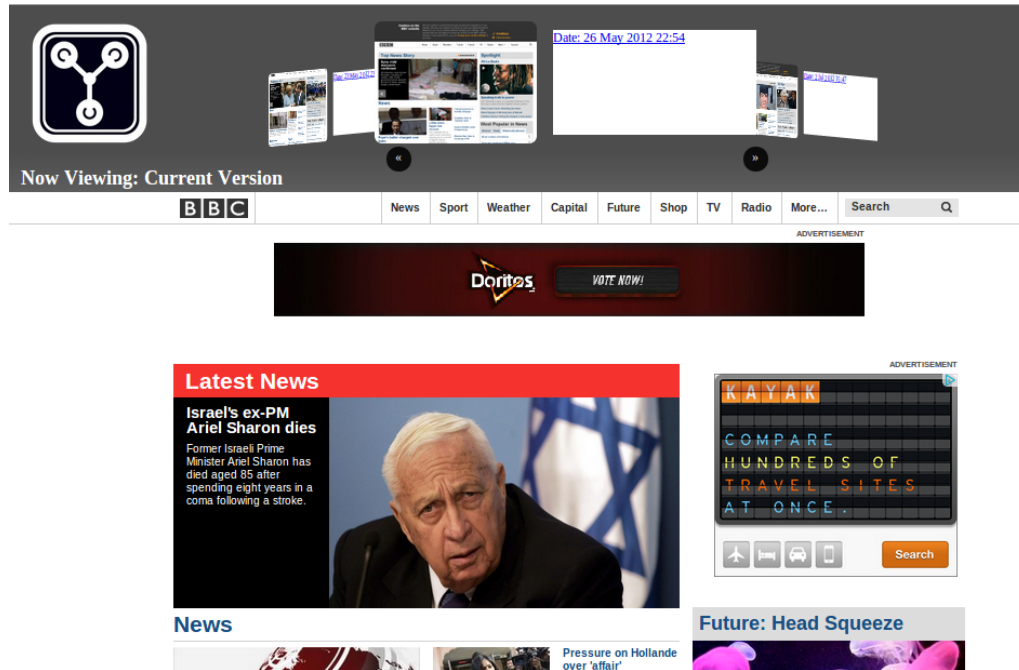 Date: 26 May 2012 22:54
«
»
Now Viewing: Current Version
BBC
News
Sport
Weather
Capital
Future
Shop
TV
Radio
More...
Search
ADVERTISEMENT
Doritos
VOTE NOW!
ADVERTISEMENT
Latest News
KAYAK
Israel's ex-PM
Ariel Sharon dies
Former Israeli Prime
Minister Ariel Sharon has
died aged 85 after
spending eight years in a
coma following a stroke.
COMPARE
HUNDREDS OF
TRAVEL SITES
AT ONCE.
Search
News
Future: Head Squeeze
Pressure on Hollande
over 'affair'